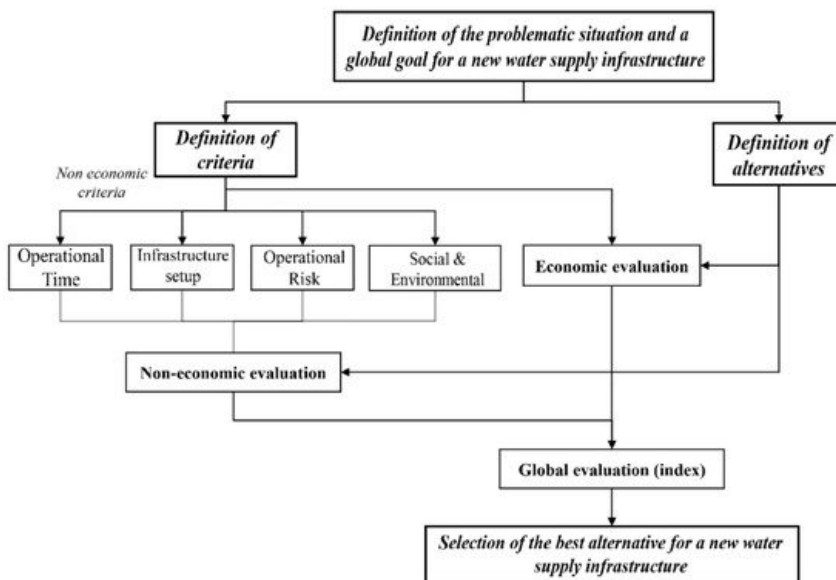 Definition of the problematic situation and a
global goal for a new water supply infrastructure
Definition of
criteria
Definition of
alternatives
Non economic
criteria
Operational
Time
Infrastructure
setup
Operational
Risk
Social &
Environmental
Economic evaluation
Non-economic evaluation
Global evaluation (index)
Selection of the best alternative for a new water
supply infrastructure